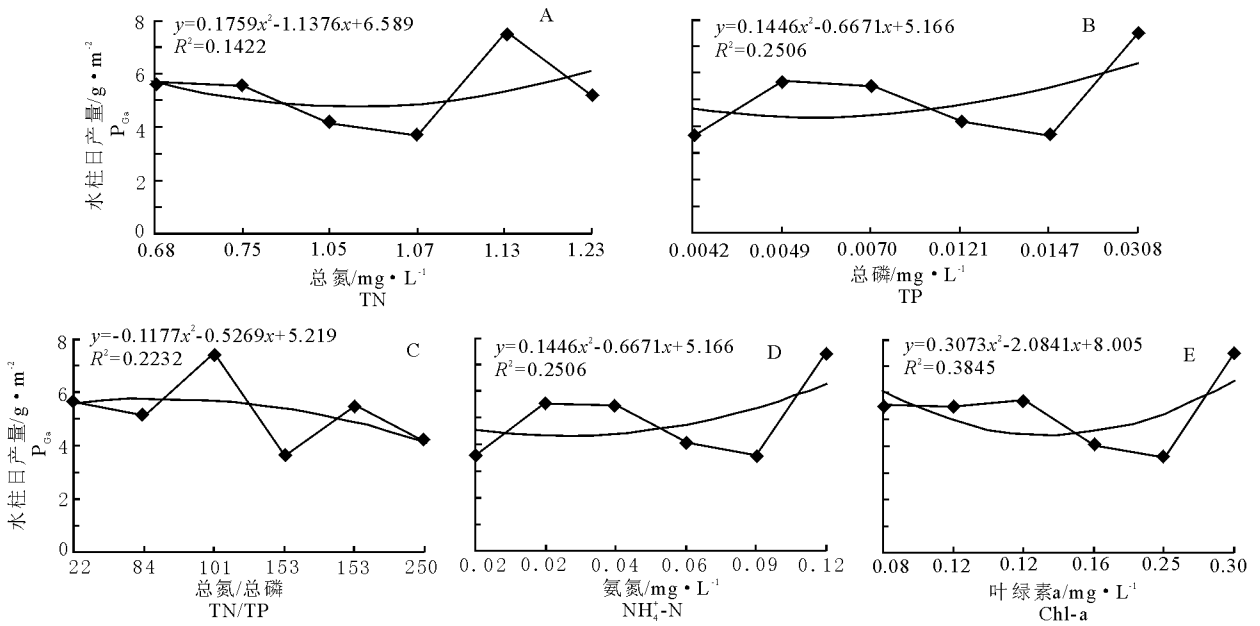 y=0.1759x²-1.1376x+6.589
R²=0.1422
A
水柱日产量/g·m⁻²
P_Ga
8
6
4
2
0
0.68 0.75 1.05 1.07 1.13 1.23
总氮/mg·L⁻¹
TN
y=0.1446x²-0.6671x+5.166
R²=0.2506
B
0.0042 0.0049 0.0070 0.0121 0.0147 0.0308
总磷/mg·L⁻¹
TP
y=-0.1177x²-0.5269x+5.219
R²=0.2232
C
水柱日产量/g·m⁻²
P_Ga
8
6
4
2
0
22 84 101 153 153 250
总氮/总磷
TN/TP
y=0.1446x²-0.6671x+5.166
R²=0.2506
D
0.02 0.02 0.04 0.06 0.09 0.12
氨氮/mg·L⁻¹
NH₄⁺-N
y=0.3073x²-2.0841x+8.005
R²=0.3845
E
0.08 0.12 0.12 0.16 0.25 0.30
叶绿素a/mg·L⁻¹
Chl-a